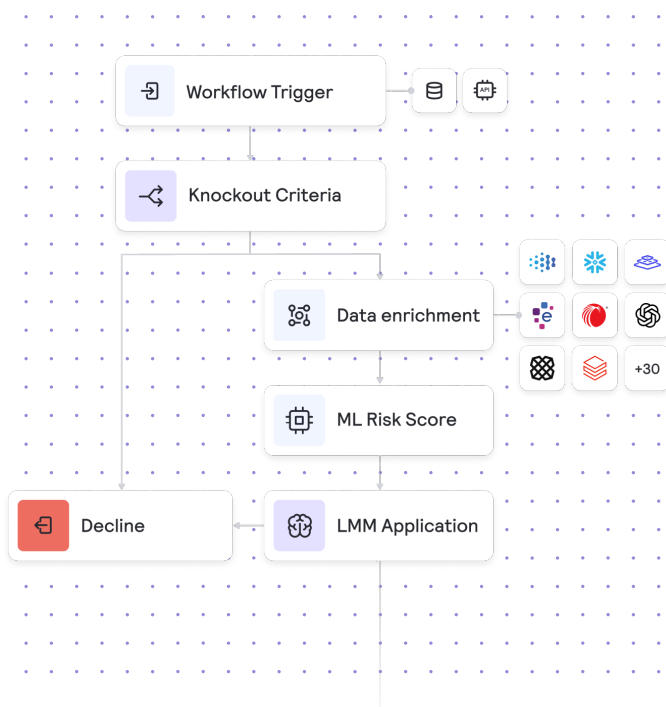 Workflow Trigger
API
Knockout Criteria
Data enrichment
e
+30
ML Risk Score
Decline
LMM Application